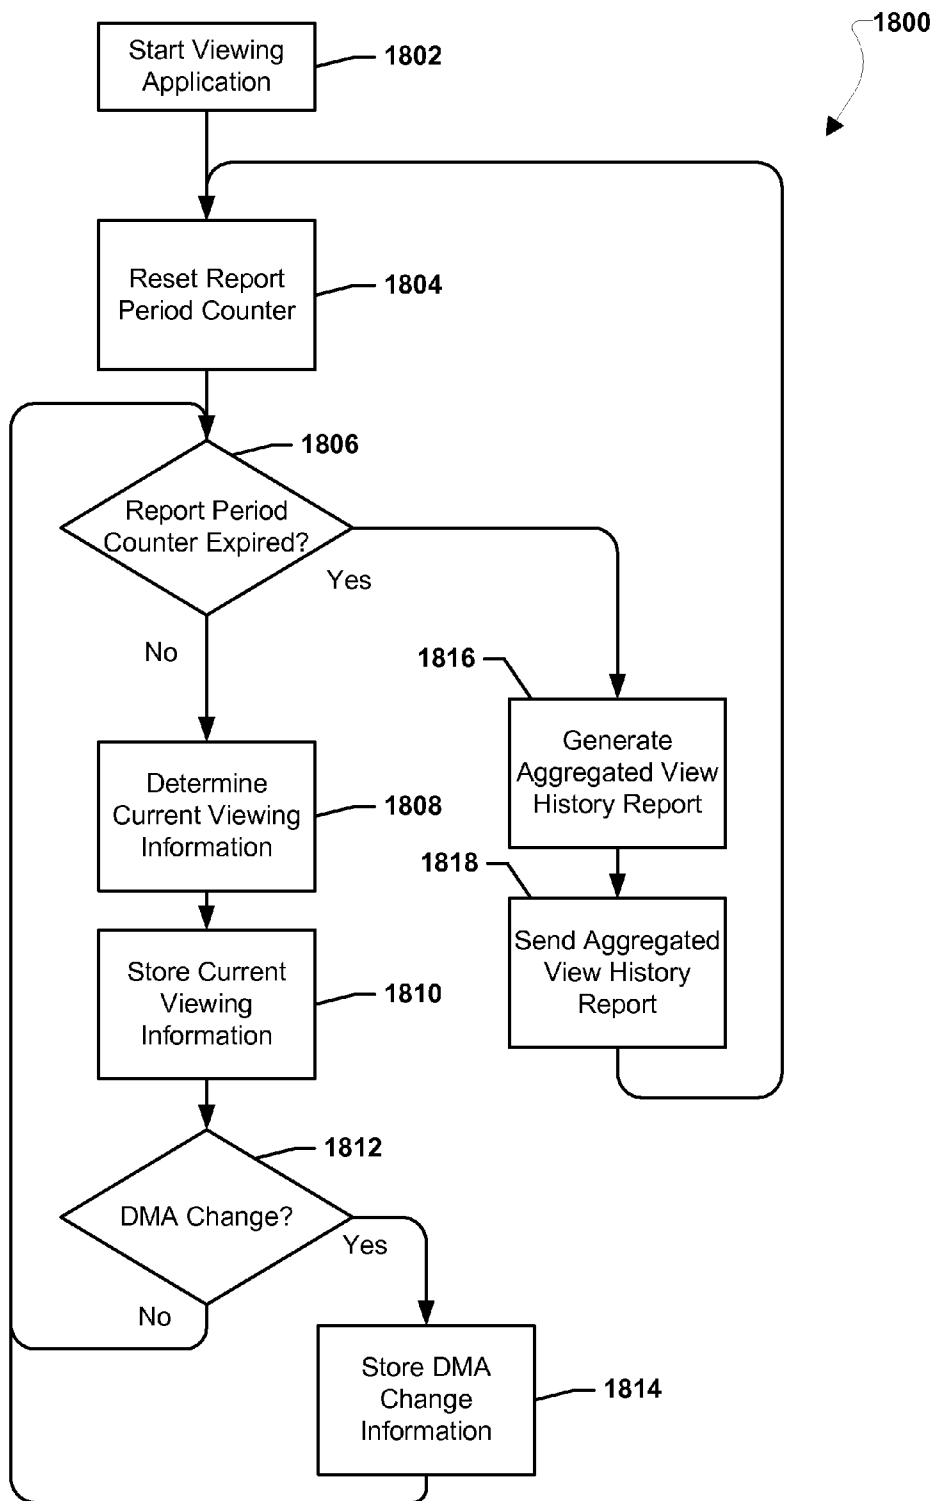 1800
Start Viewing
Application
1802
Reset Report
Period Counter
1804
1806
Report Period
Counter Expired?
Yes
No
1816
Generate
Aggregated View
History Report
Determine
Current Viewing
Information
1808
1818
Send Aggregated
View History
Report
Store Current
Viewing
Information
1810
1812
DMA Change?
Yes
No
Store DMA
Change
Information
1814